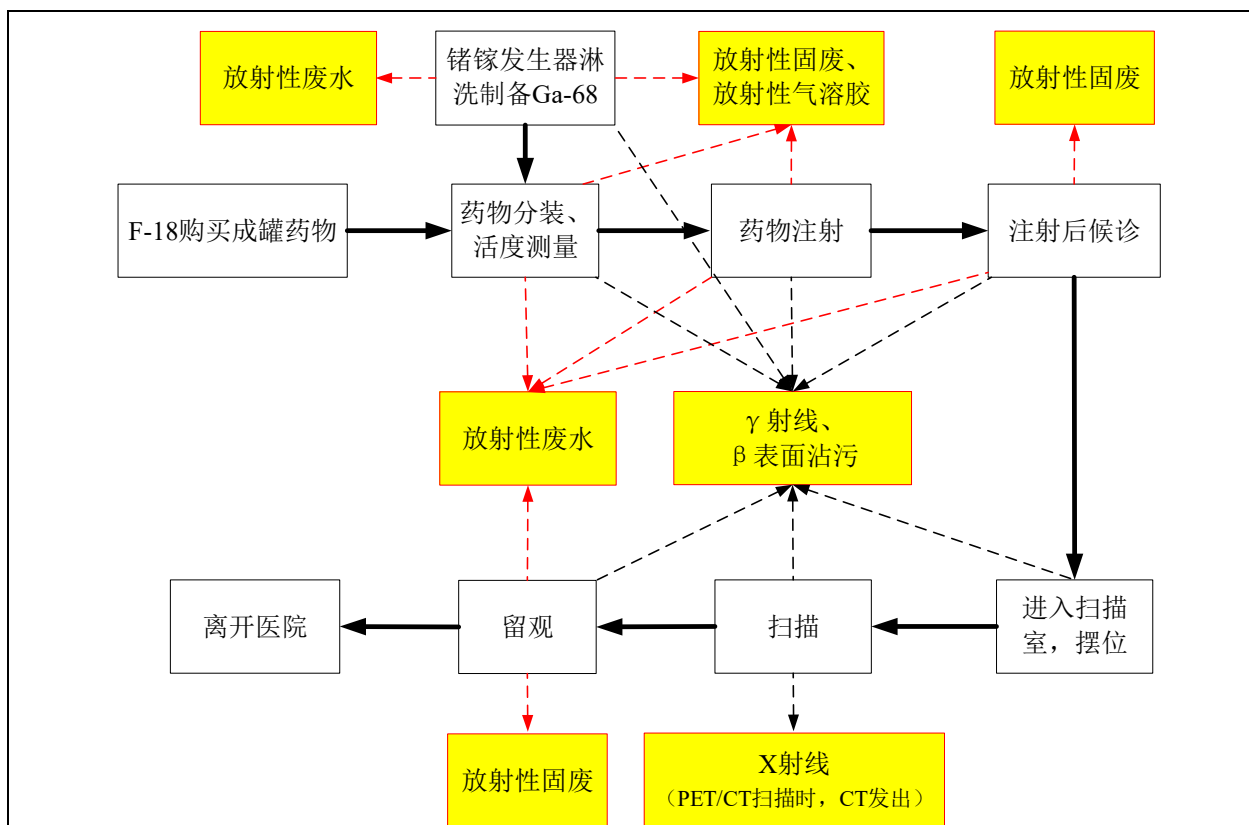 放射性废水
锗镓发生器淋
洗制备Ga-68
放射性固废、
放射性气溶胶
放射性固废
F-18购买成罐药物
药物分装、
活度测量
药物注射
注射后候诊
放射性废水
γ射线、
β表面沾污
离开医院
留观
扫描
进入扫描
室，摆位
放射性固废
X射线
（PET/CT扫描时，CT发出）